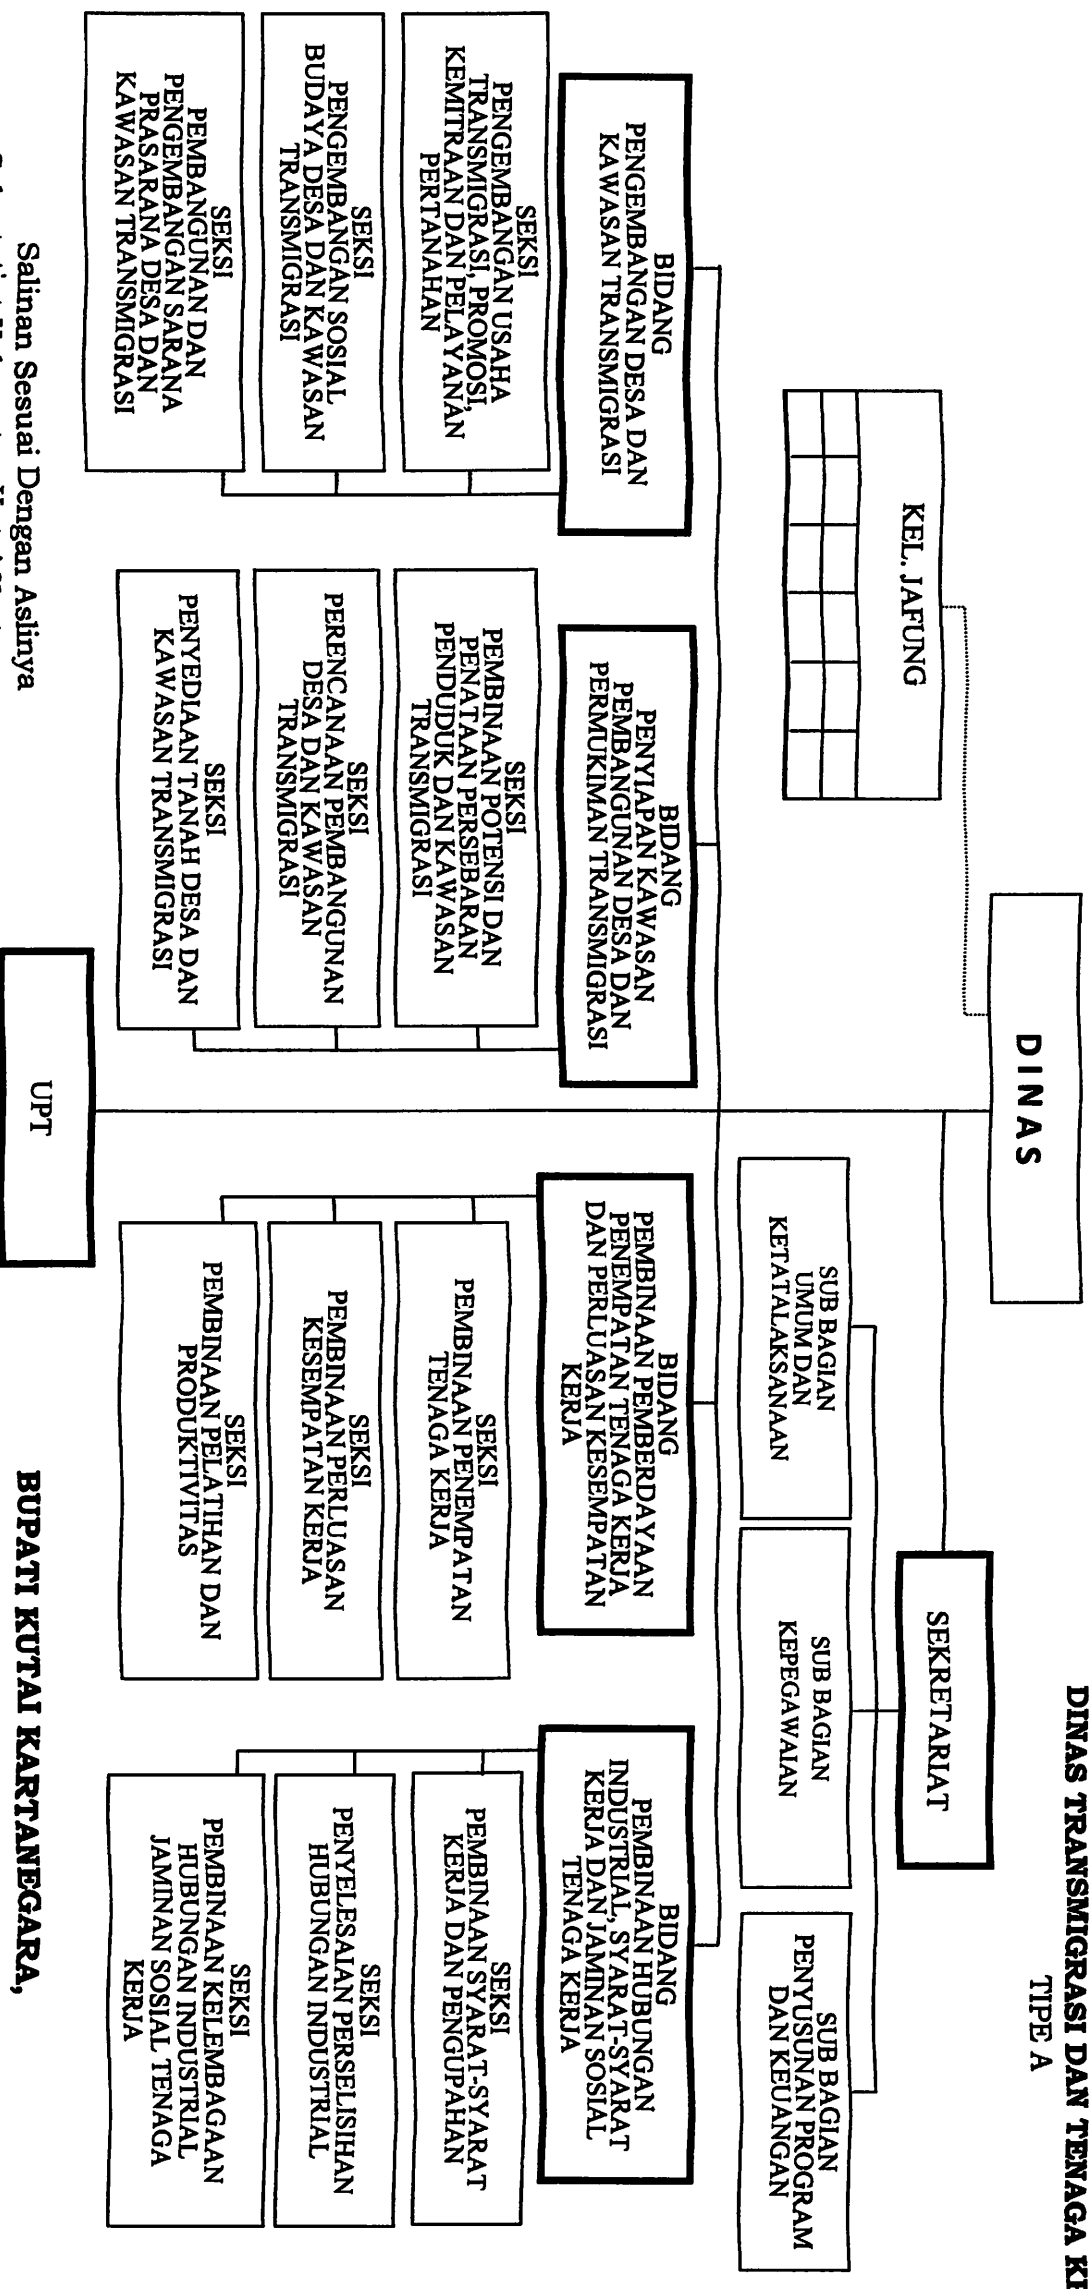 DINAS TRANSMIGRASI DAN TENAGA
TIPE A
DINAS
SEKRETARIAT
KEL. JAFUNG
SUB BAGIAN
UMUM DAN
KETATALAKSANAAN
SUB BAGIAN
KEPEGAWAIAN
SUB BAGIAN
PENYUSUNAN PROGRAM
DAN KEUANGAN
BIDANG
PENGEMBANGAN DESA DAN
KAWASAN TRANSMIGRASI
SEKSI
PENGEMBANGAN USAHA
TRANSMIGRASI, PROMOSI,
KEMITRAAN DAN PELAYANAN
PERTANAHAN
SEKSI
PENGEMBANGAN SOSIAL
BUDAYA DESA DAN KAWASAN
TRANSMIGRASI
SEKSI
PEMBANGUNAN DAN
PENGEMBANGAN SARANA
PRASARANA DESA DAN
KAWASAN TRANSMIGRASI
BIDANG
PENYIAPAN KAWASAN
PEMBANGUNAN DESA DAN
PERMUKIMAN TRANSMIGRASI
SEKSI
PEMBINAAN POTENSI DAN
PENATAAN PERSEBARAN
PENDUDUK DAN KAWASAN
TRANSMIGRASI
SEKSI
PERENCANAAN PEMBANGUNAN
DESA DAN KAWASAN
TRANSMIGRASI
SEKSI
PENYEDIAAN TANAH DESA DAN
KAWASAN TRANSMIGRASI
BIDANG
PEMBINAAN PEMBERDAYAAN
PENEMPATAN TENAGA KERJA
DAN PERLUASAN KESEMPATAN
KERJA
SEKSI
PEMBINAAN PENEMPATAN
TENAGA KERJA
SEKSI
PEMBINAAN PERLUASAN
KESEMPATAN KERJA
SEKSI
PEMBINAAN PELATIHAN DAN
PRODUKTIVITAS
BIDANG
PEMBINAAN HUBUNGAN
INDUSTRIAL, SYARAT-SYARAT
KERJA DAN JAMINAN SOSIAL
TENAGA KERJA
SEKSI
PEMBINAAN SYARAT-SYARAT
KERJA DAN PENGUPAHAN
SEKSI
PENYELESAIAN PERSELISIHAN
HUBUNGAN INDUSTRIAL
SEKSI
PEMBINAAN KELEMBAGAAN
HUBUNGAN INDUSTRIAL
JAMINAN SOSIAL TENAGA
KERJA
UPT
Salinan Sesuai Dengan Aslinya
BUPATI KUTAI KARTANEGARA,